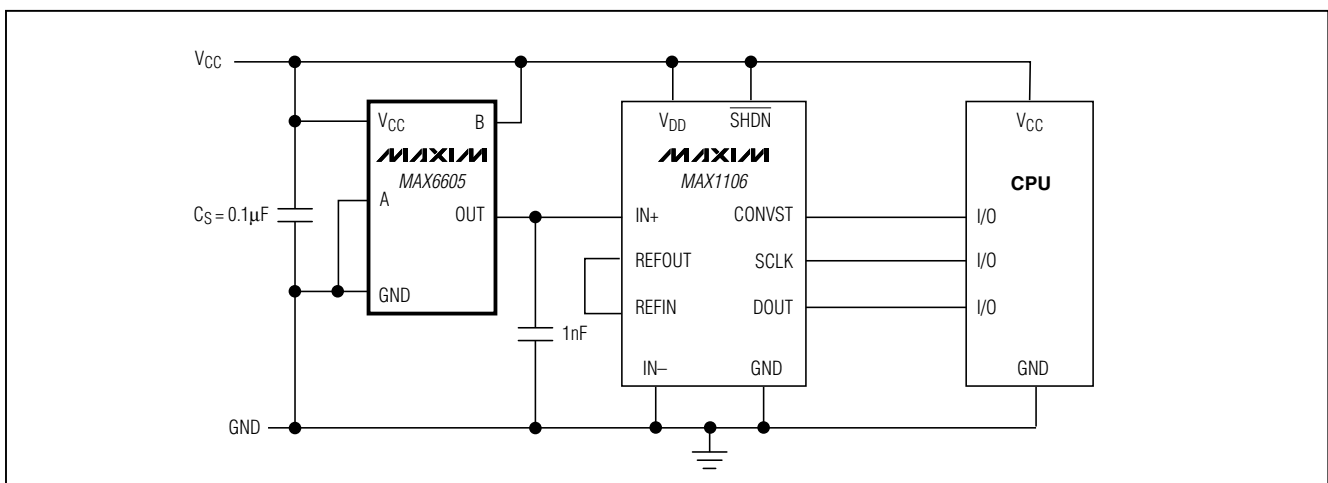 VCC
VCC
B
MAXIM
MAX6605
A
OUT
GND
CS = 0.1µF
1nF
VDD
SHDN
MAXIM
MAX1106
IN+
CONVST
REFOUT
SCLK
REFIN
DOUT
IN–
GND
VCC
CPU
I/O
I/O
I/O
GND
GND